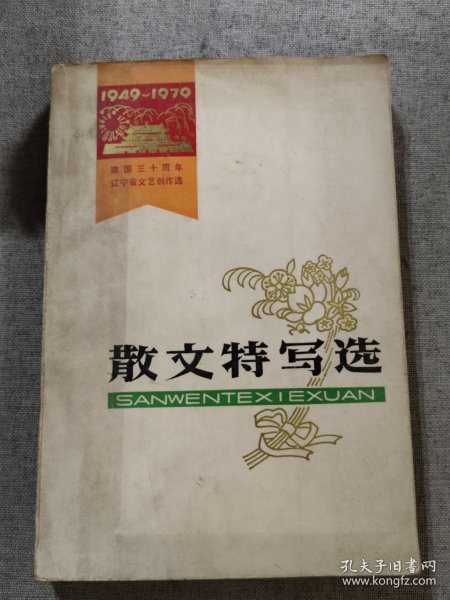 1949-1979
建国三十周年
辽宁省文艺创作选
散文特写选
SANWENTEXIEXUAN
孔夫子旧书网
www.kongfz.com